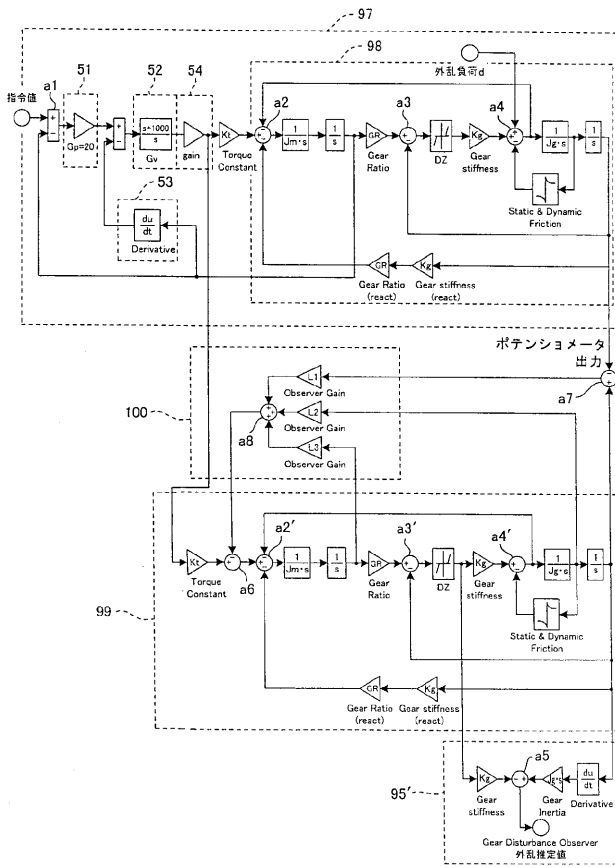 97
51
52
54
98
外乱負荷d
指令値
a1
a2
a3
a4
Gp=20
s+1000
s
Gv
gain
Kt
Torque
Constant
1
Jm・s
1
s
GR
Gear
Ratio
DZ
Kg
Gear
stiffness
1
Jg・s
1
s
Static & Dynamic
Friction
53
du
dt
Derivative
GR
Gear Ratio
(react)
Kg
Gear stiffness
(react)
ポテンショメータ
出力
a7
100
L1
Observer Gain
L2
Observer Gain
L3
Observer Gain
a8
99
Kt
Torque
Constant
a6
a2'
1
Jm・s
1
s
GR
Gear
Ratio
a3'
DZ
Kg
Gear
stiffness
a4'
1
Jg・s
1
s
Static & Dynamic
Friction
GR
Gear Ratio
(react)
Kg
Gear stiffness
(react)
95'
Kg
Gear
stiffness
a5
Jg・s
Gear
Inertia
du
dt
Derivative
Gear Disturbance Observer
外乱推定値